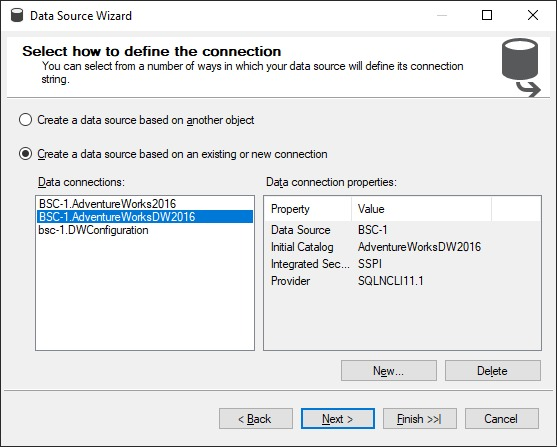 Data Source Wizard
Select how to define the connection
You can select from a number of ways in which your data source will define its connection
string.
Create a data source based on another object
Create a data source based on an existing or new connection
Data connections:
BSC-1.AdventureWorks2016
BSC-1.AdventureWorksDW2016
bsc-1.DWConfiguration
Data connection properties:
Property Value
Data Source BSC-1
Initial Catalog AdventureWorksDW2016
Integrated Sec... SSPI
Provider SQLNCLI11.1
New... Delete
< Back Next > Finish >>| Cancel